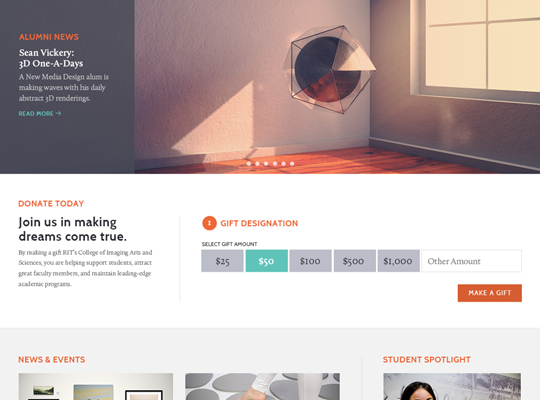 ALUMNI NEWS
Sean Vickery:
3D One-A-Days
A New Media Design alum is
making waves with his daily
abstract 3D renderings.
READ MORE →
DONATE TODAY
Join us in making
dreams come true.
By making a gift RIT's College of Imaging Arts and
Sciences, you are helping support students, attract
great faculty members, and maintain leading-edge
academic programs.
1 GIFT DESIGNATION
SELECT GIFT AMOUNT
$25 $50 $100 $500 $1,000 Other Amount
MAKE A GIFT
NEWS & EVENTS
STUDENT SPOTLIGHT